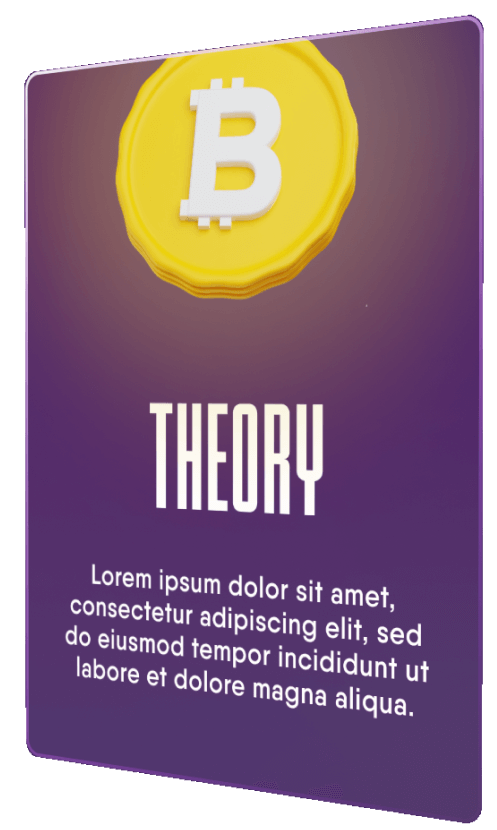 THEORY
Lorem ipsum dolor sit amet,
consectetur adipiscing elit, sed
do eiusmod tempor incididunt ut
labore et dolore magna aliqua.